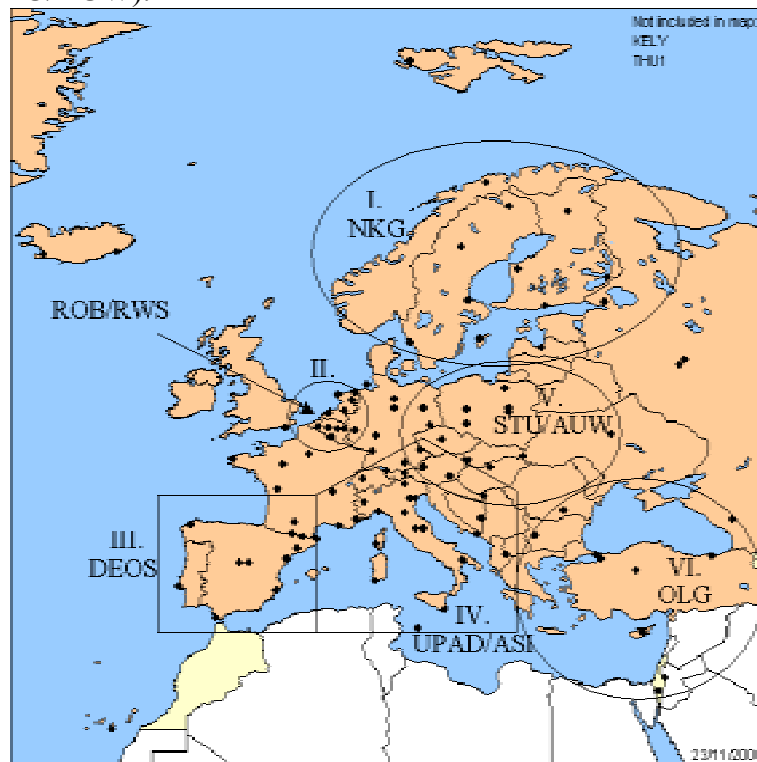 Not included in map:
KELY
THU1
I.
NKG
ROB/RWS
II.
V.
STU/AUW
III.
DEOS
VI.
OLG
IV.
UPAD/ASI